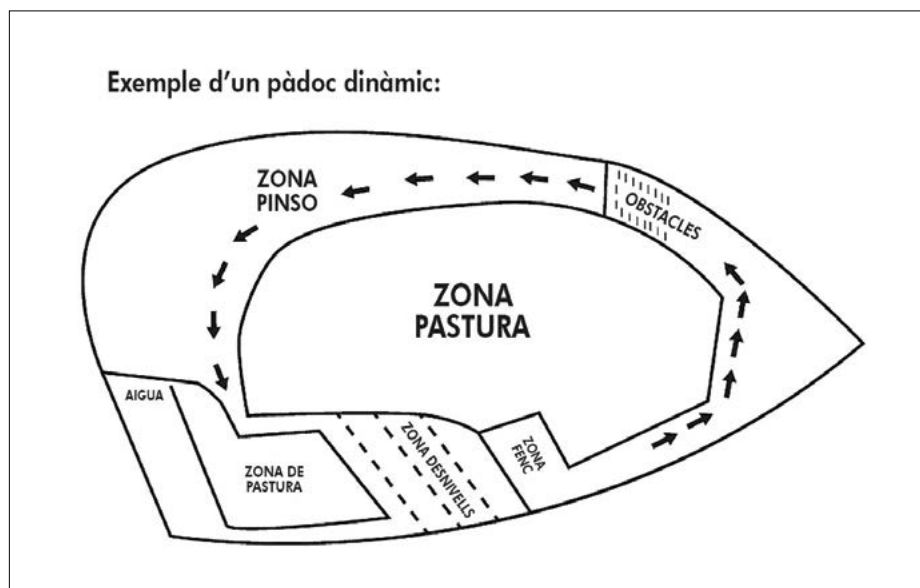 Exemple d'un pàdoc dinàmic:
ZONA
PINSO
OBSTACLES
ZONA
PASTURA
AIGUA
ZONA DE
PASTURA
ZONA DESNIVELLS
ZONA
FENC